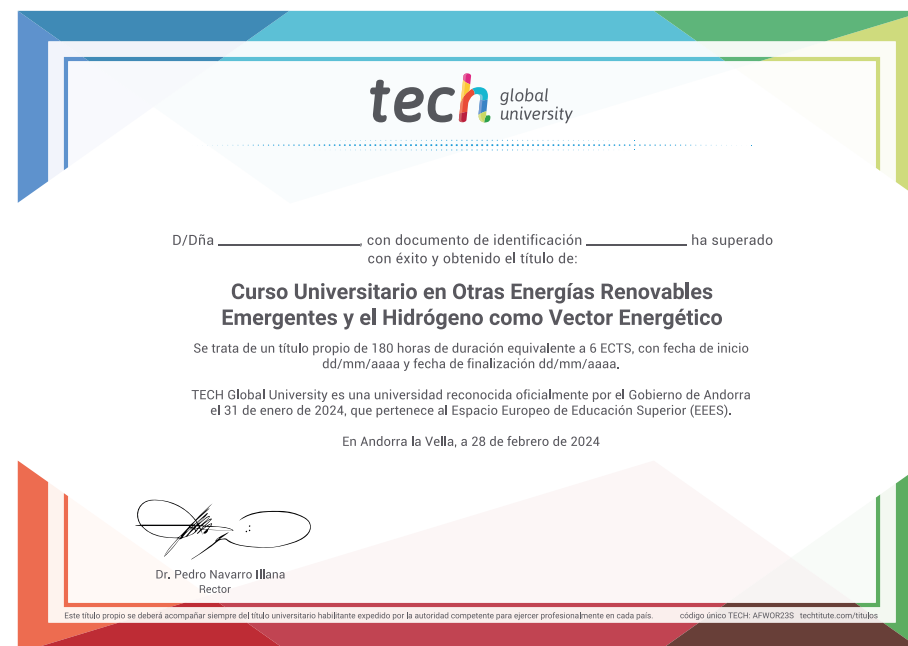 tech global university
D/Dña ____________________, con documento de identificación ______________ ha superado
con éxito y obtenido el título de:
Curso Universitario en Otras Energías Renovables
Emergentes y el Hidrógeno como Vector Energético
Se trata de un título propio de 180 horas de duración equivalente a 6 ECTS, con fecha de inicio
dd/mm/aaaa y fecha de finalización dd/mm/aaaa.
TECH Global University es una universidad reconocida oficialmente por el Gobierno de Andorra
el 31 de enero de 2024, que pertenece al Espacio Europeo de Educación Superior (EEES).
En Andorra la Vella, a 28 de febrero de 2024
Dr. Pedro Navarro Illana
Rector
Este título propio se deberá acompañar siempre del título universitario habilitante expedido por la autoridad competente para ejercer profesionalmente en cada país. código único TECH: AFWOR23S techtitute.com/titulos